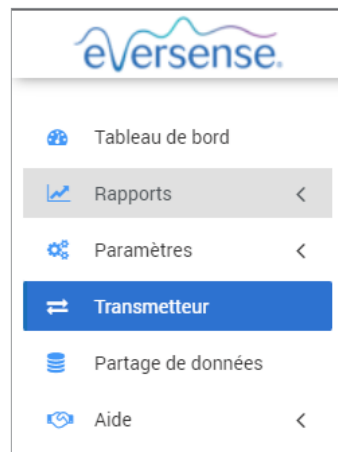 eversense.
Tableau de bord
Rapports
Paramètres
Transmetteur
Partage de données
Aide